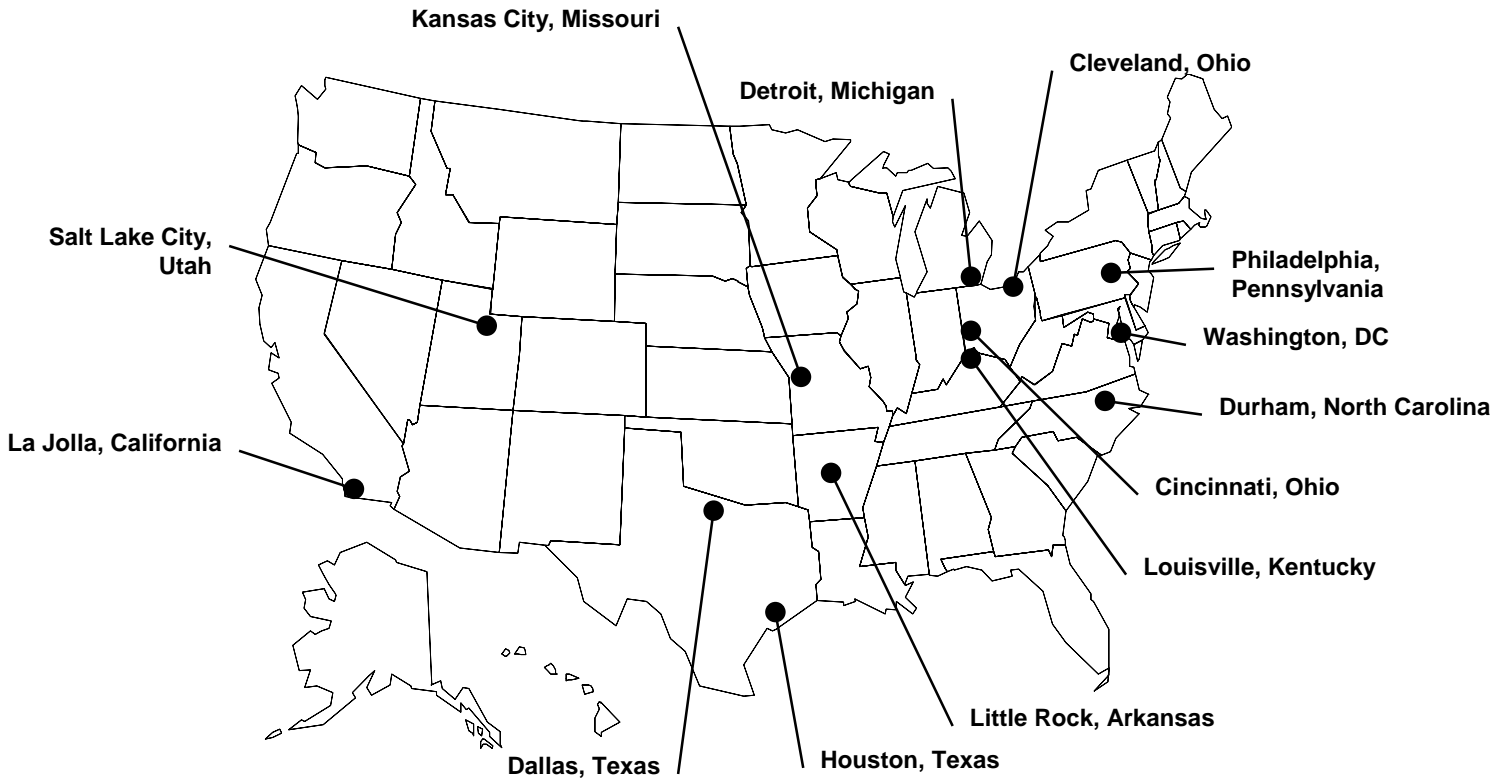 Kansas City, Missouri
Cleveland, Ohio
Detroit, Michigan
Salt Lake City,
Utah
Philadelphia,
Pennsylvania
Washington, DC
Durham, North Carolina
La Jolla, California
Cincinnati, Ohio
Louisville, Kentucky
Little Rock, Arkansas
Houston, Texas
Dallas, Texas